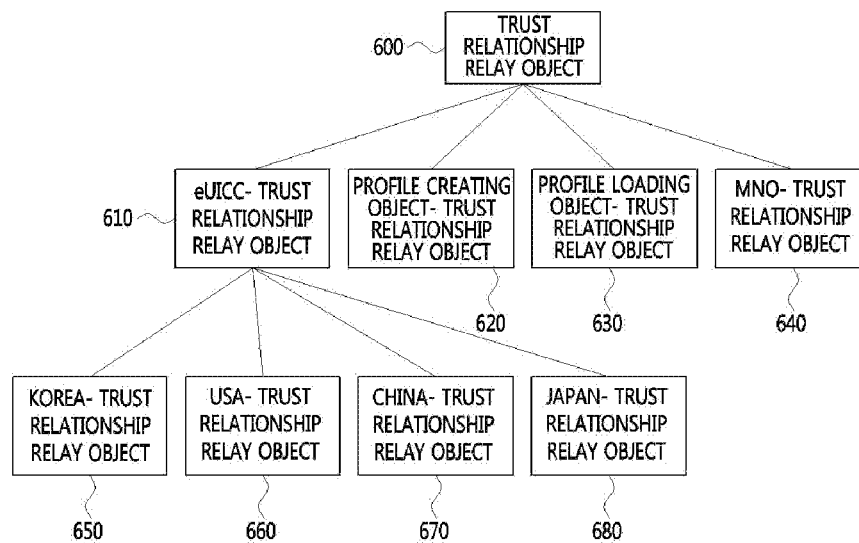 TRUST
RELATIONSHIP
RELAY OBJECT
600
eUICC- TRUST
RELATIONSHIP
RELAY OBJECT
610
PROFILE CREATING
OBJECT- TRUST
RELATIONSHIP
RELAY OBJECT
620
PROFILE LOADING
OBJECT- TRUST
RELATIONSHIP
RELAY OBJECT
630
MNO- TRUST
RELATIONSHIP
RELAY OBJECT
640
KOREA- TRUST
RELATIONSHIP
RELAY OBJECT
650
USA- TRUST
RELATIONSHIP
RELAY OBJECT
660
CHINA- TRUST
RELATIONSHIP
RELAY OBJECT
670
JAPAN- TRUST
RELATIONSHIP
RELAY OBJECT
680